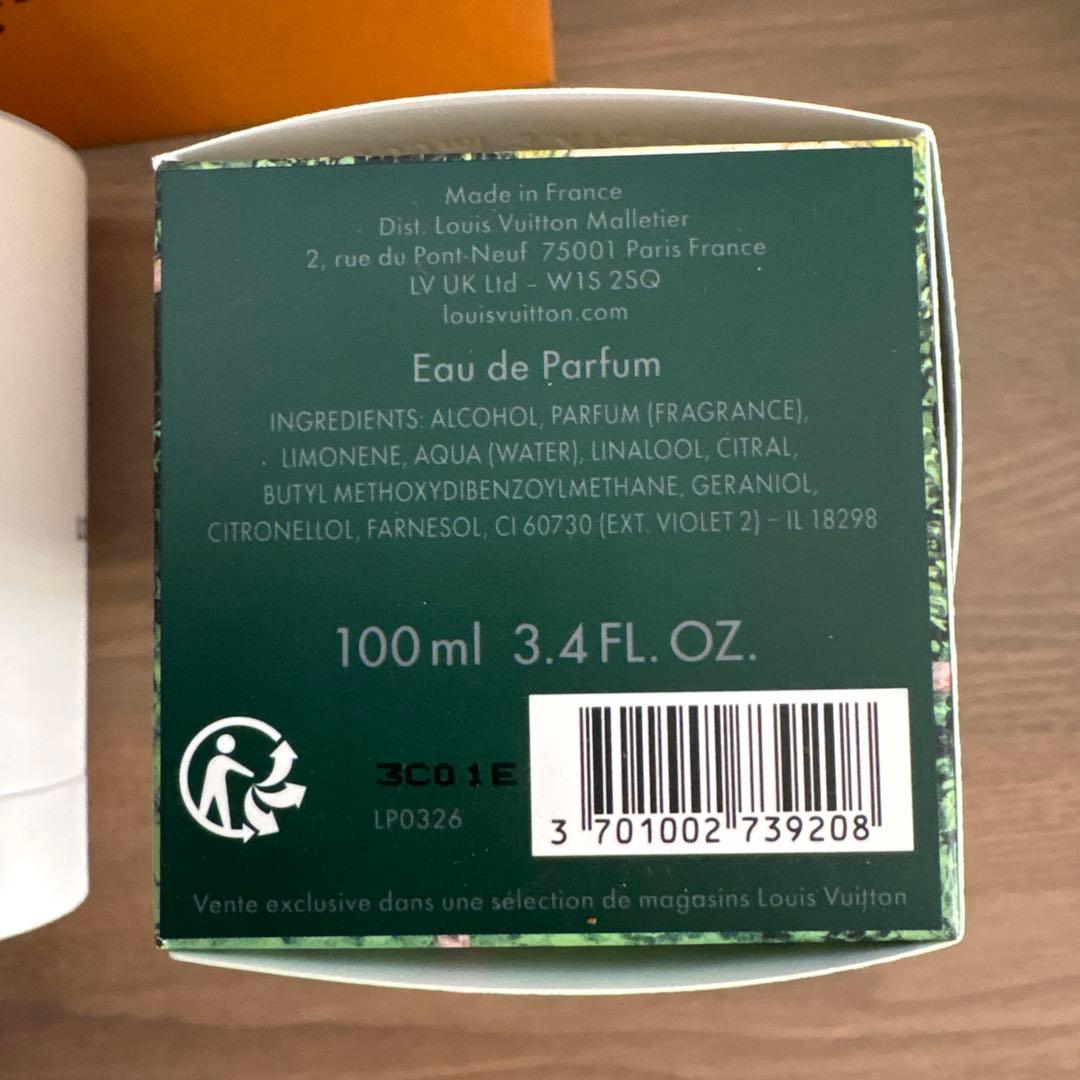 Made in France
Dist. Louis Vuitton Malletier
2, rue du Pont-Neuf 75001 Paris France
LV UK Ltd – W1S 2SQ
louisvuitton.com
Eau de Parfum
INGREDIENTS: ALCOHOL, PARFUM (FRAGRANCE),
LIMONENE, AQUA (WATER), LINALOOL, CITRAL,
BUTYL METHOXYDIBENZOYLMETHANE, GERANIOL,
CITRONELLOL, FARNESOL, CI 60730 (EXT. VIOLET 2) – IL 18298
100 ml 3.4 FL. OZ.
3C01E
LP0326
3 701002 739208
Vente exclusive dans une sélection de magasins Louis Vuitton